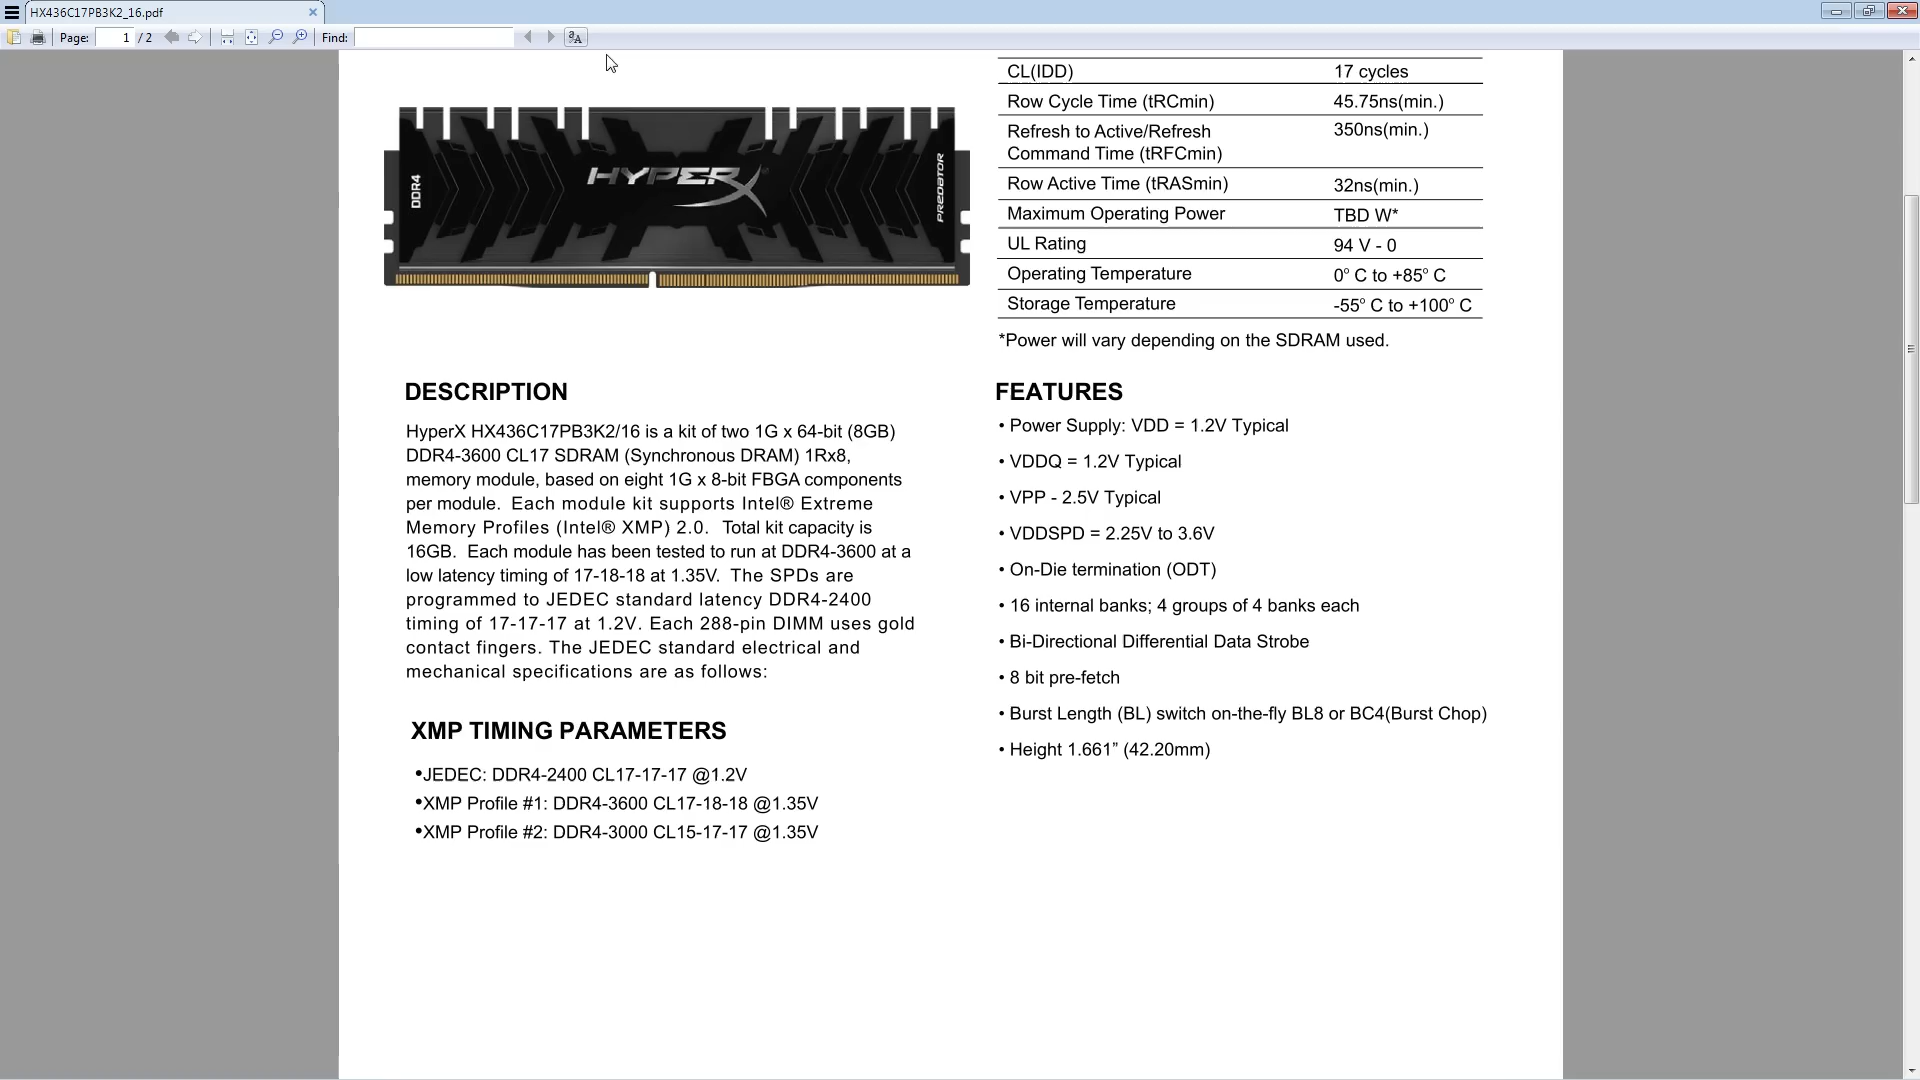 HX436C17PB3K2_16.pdf
Page: 1 / 2 Find:
DDR4
HYPERX
PREDATOR
CL(IDD) 17 cycles
Row Cycle Time (tRCmin) 45.75ns(min.)
Refresh to Active/Refresh 350ns(min.)
Command Time (tRFCmin)
Row Active Time (tRASmin) 32ns(min.)
Maximum Operating Power TBD W*
UL Rating 94 V - 0
Operating Temperature 0º C to +85º C
Storage Temperature -55º C to +100º C
*Power will vary depending on the SDRAM used.
DESCRIPTION
HyperX HX436C17PB3K2/16 is a kit of two 1G x 64-bit (8GB)
DDR4-3600 CL17 SDRAM (Synchronous DRAM) 1Rx8,
memory module, based on eight 1G x 8-bit FBGA components
per module. Each module kit supports Intel® Extreme
Memory Profiles (Intel® XMP) 2.0. Total kit capacity is
16GB. Each module has been tested to run at DDR4-3600 at a
low latency timing of 17-18-18 at 1.35V. The SPDs are
programmed to JEDEC standard latency DDR4-2400
timing of 17-17-17 at 1.2V. Each 288-pin DIMM uses gold
contact fingers. The JEDEC standard electrical and
mechanical specifications are as follows:
XMP TIMING PARAMETERS
•JEDEC: DDR4-2400 CL17-17-17 @1.2V
•XMP Profile #1: DDR4-3600 CL17-18-18 @1.35V
•XMP Profile #2: DDR4-3000 CL15-17-17 @1.35V
FEATURES
• Power Supply: VDD = 1.2V Typical
• VDDQ = 1.2V Typical
• VPP - 2.5V Typical
• VDDSPD = 2.25V to 3.6V
• On-Die termination (ODT)
• 16 internal banks; 4 groups of 4 banks each
• Bi-Directional Differential Data Strobe
• 8 bit pre-fetch
• Burst Length (BL) switch on-the-fly BL8 or BC4(Burst Chop)
• Height 1.661” (42.20mm)